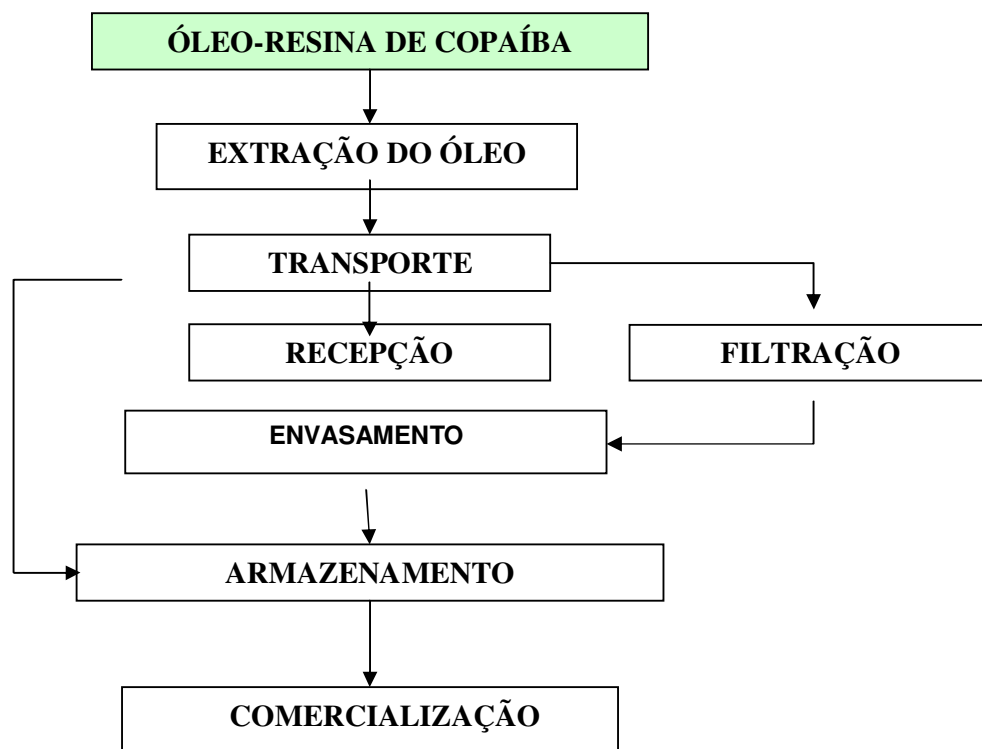 ÓLEO-RESINA DE COPAÍBA
EXTRAÇÃO DO ÓLEO
TRANSPORTE
RECEPÇÃO
FILTRAÇÃO
ENVASAMENTO
ARMAZENAMENTO
COMERCIALIZAÇÃO